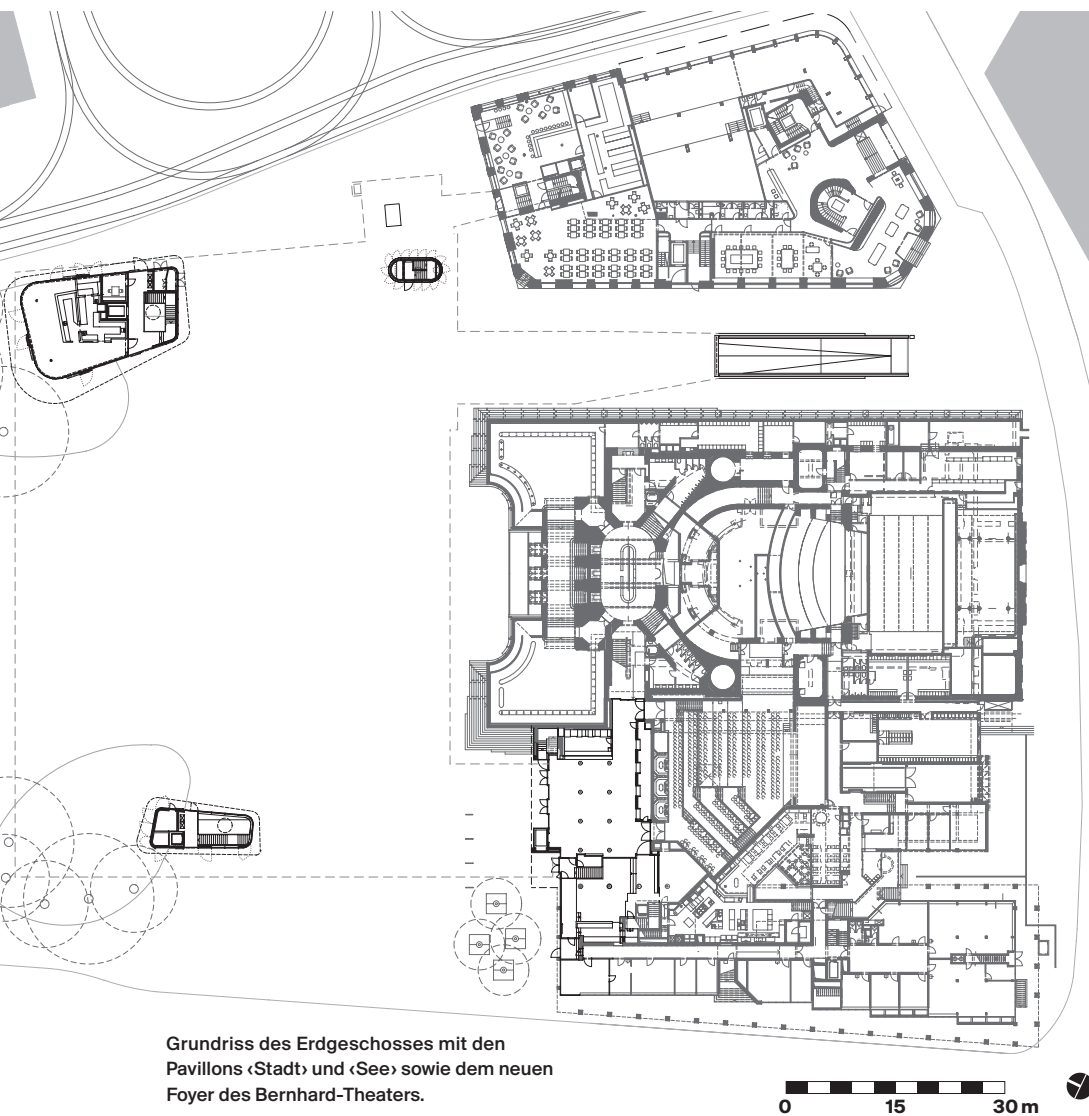 Grundriss des Erdgeschosses mit den
Pavillons ‹Stadt› und ‹See› sowie dem neuen
Foyer des Bernhard-Theaters.
0 15 30 m